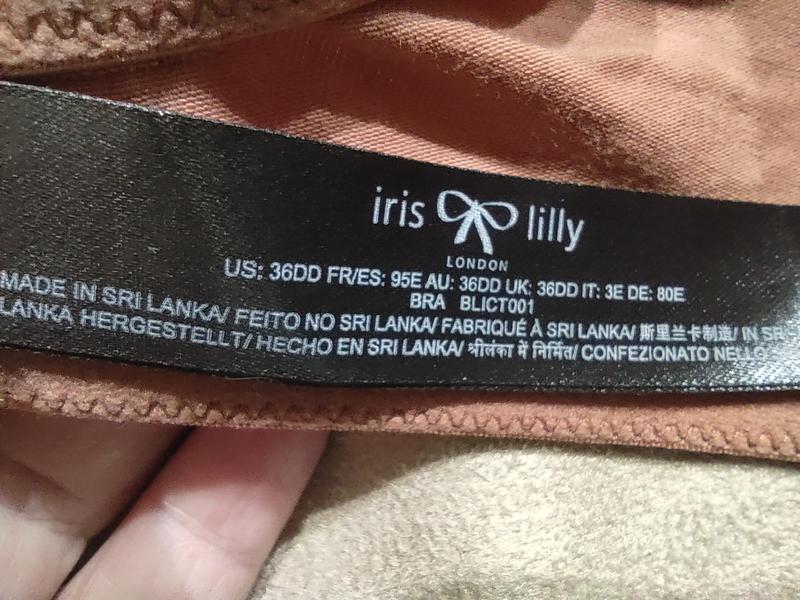 iris lilly
LONDON
US: 36DD FR/ES: 95E AU: 36DD UK: 36DD IT: 3E DE: 80E
BRA BLICT001
MADE IN SRI LANKA/ FEITO NO SRI LANKA/ FABRIQUÉ À SRI LANKA/ 斯里兰卡制造/ IN SRI
LANKA HERGESTELLT/ HECHO EN SRI LANKA/ श्रीलंका में निर्मित/ CONFEZIONATO NELLO